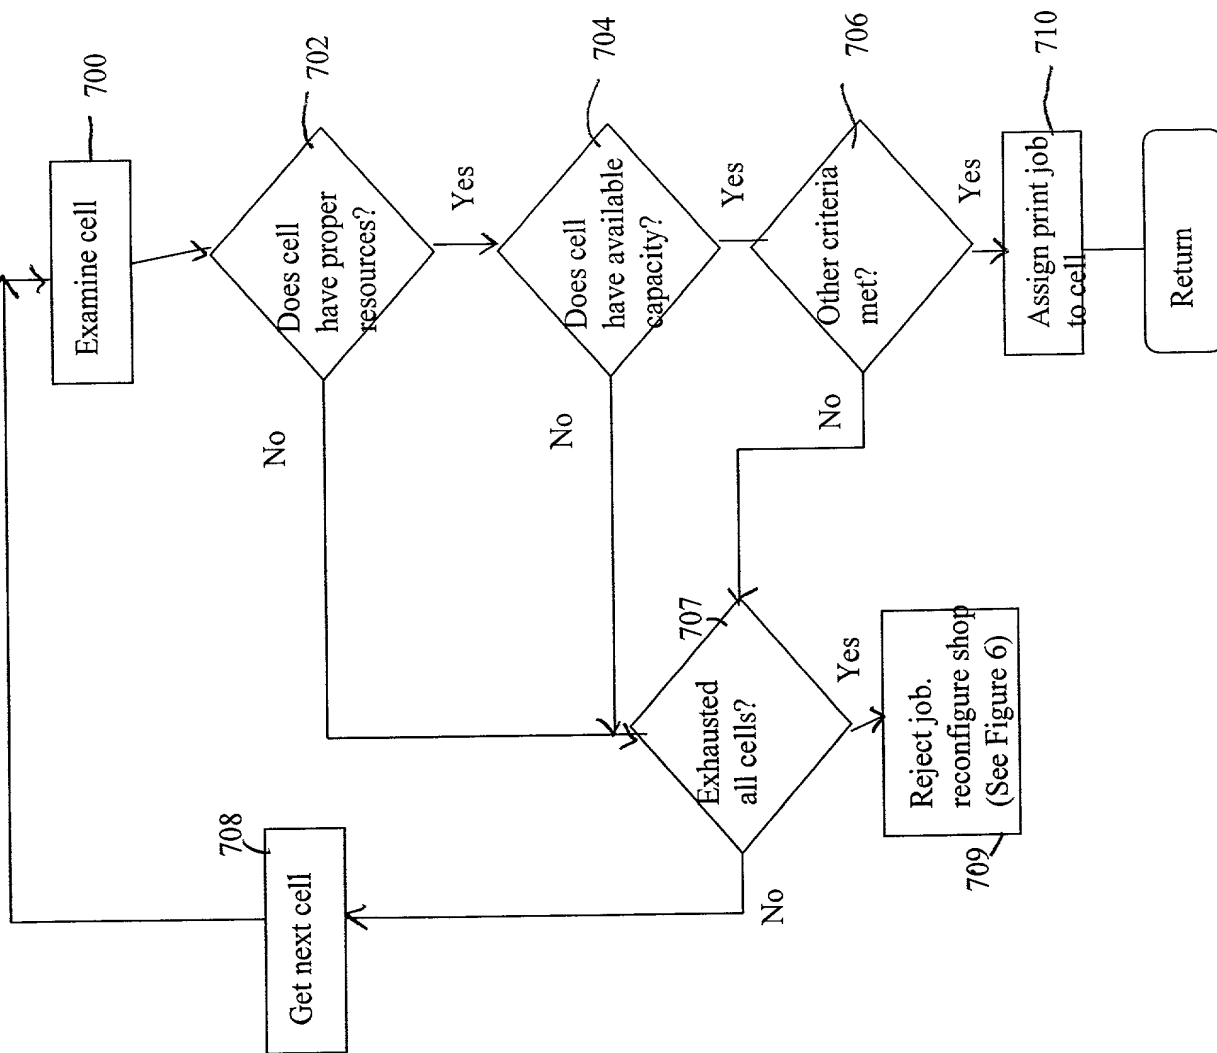 700
Examine cell
702
Does cell
have proper
resources?
Yes
No
704
Does cell
have available
capacity?
Yes
No
706
Other criteria
met?
Yes
No
710
Assign print job
to cell
Return
707
Exhausted
all cells?
Yes
No
708
Get next cell
Reject job.
reconfigure shop
(See Figure 6)
709